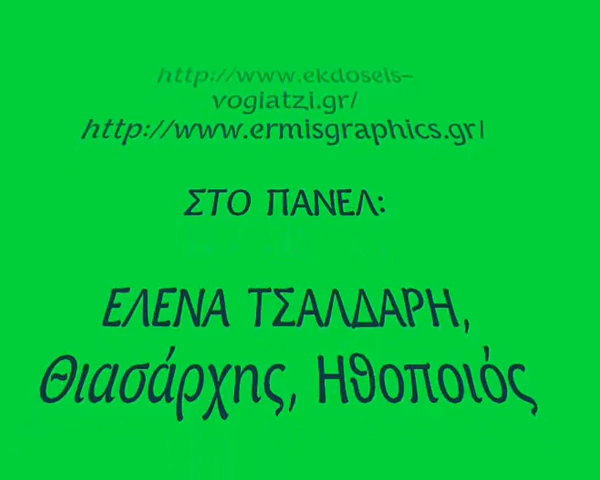 http://www.ekdoseis-
vogiatzi.gr/
http://www.ermisgraphics.gr/
ΣΤΟ ΠΑΝΕΛ:
ΕΛΕΝΑ ΤΣΑΛΔΑΡΗ,
Θιασάρχης, Ηθοποιός